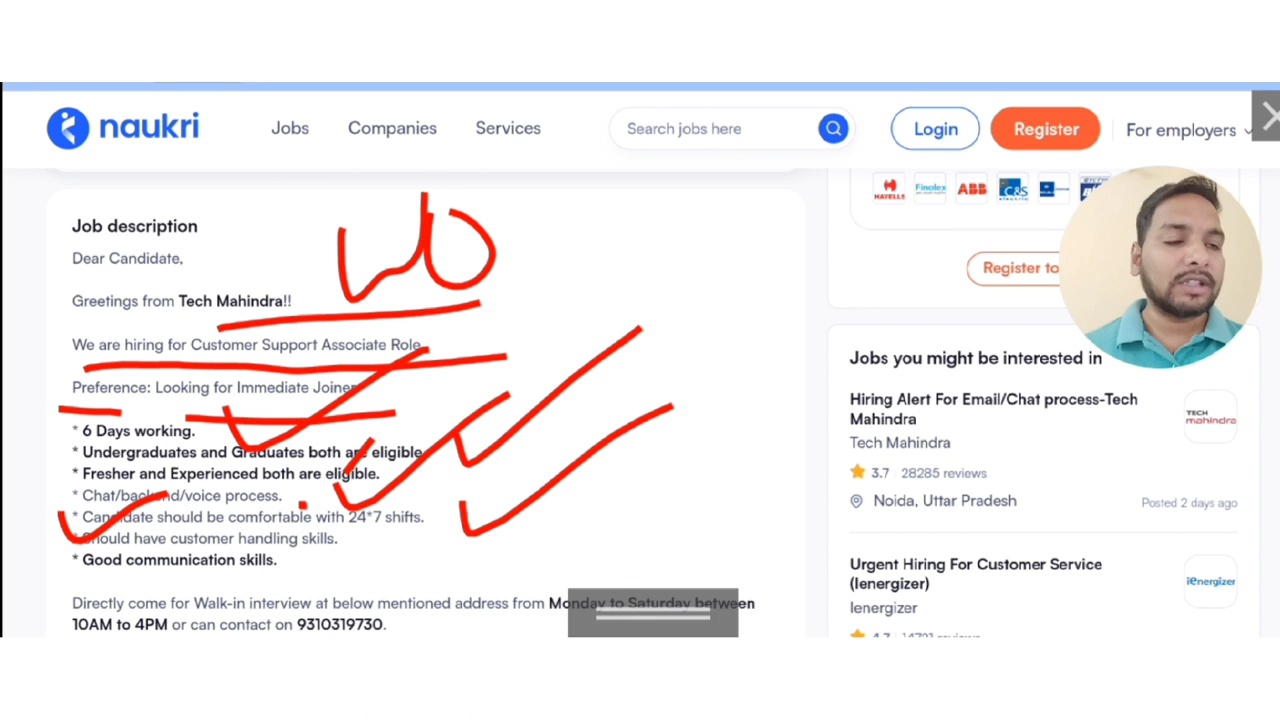 naukri
Jobs
Companies
Services
Search jobs here
Login
Register
For employers
Job description
Dear Candidate,
Greetings from Tech Mahindra!!
We are hiring for Customer Support Associate Role
Preference: Looking for Immediate Joiner
* 6 Days working.
* Undergraduates and Graduates both are eligible
* Fresher and Experienced both are eligible.
* Chat/backend/voice process.
* Candidate should be comfortable with 24*7 shifts.
* Should have customer handling skills.
* Good communication skills.
Directly come for Walk-in interview at below mentioned address from Monday to Saturday between
10AM to 4PM or can contact on 9310319730.
HAVELLS
Finolex
ABB
C&S
Register to
Jobs you might be interested in
Hiring Alert For Email/Chat process-Tech
Mahindra
Tech Mahindra
TECH
mahindra
3.7 28285 reviews
Noida, Uttar Pradesh
Posted 2 days ago
Urgent Hiring For Customer Service
(Ienergizer)
Ienergizer
iEnergizer